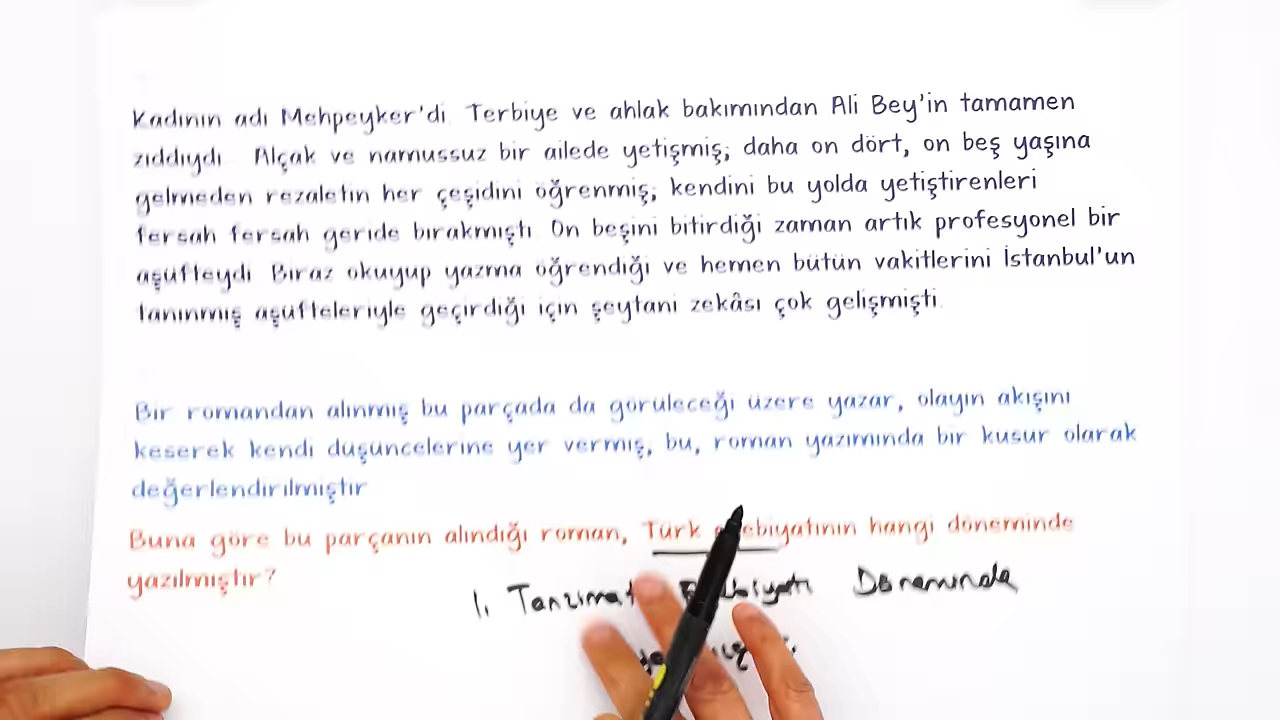 Kadının adı Mehpeyker'di. Terbiye ve ahlak bakımından Ali Bey'in tamamen
zıddıydı. Alçak ve namussuz bir ailede yetişmiş; daha on dört, on beş yaşına
gelmeden rezaletin her çeşidini öğrenmiş; kendini bu yolda yetiştirenleri
fersah fersah geride bırakmıştı. On beşini bitirdiği zaman artık profesyonel bir
aşüfteydi. Biraz okuyup yazma öğrendiği ve hemen bütün vakitlerini İstanbul'un
tanınmış aşüfteleriyle geçirdiği için şeytani zekâsı çok gelişmişti.
Bir romandan alınmış bu parçada da görüleceği üzere yazar, olayın akışını
keserek kendi düşüncelerine yer vermiş, bu, roman yazımında bir kusur olarak
değerlendirilmiştir
Buna göre bu parçanın alındığı roman, Türk edebiyatının hangi döneminde
yazılmıştır?
1. Tanzimat Döneminde